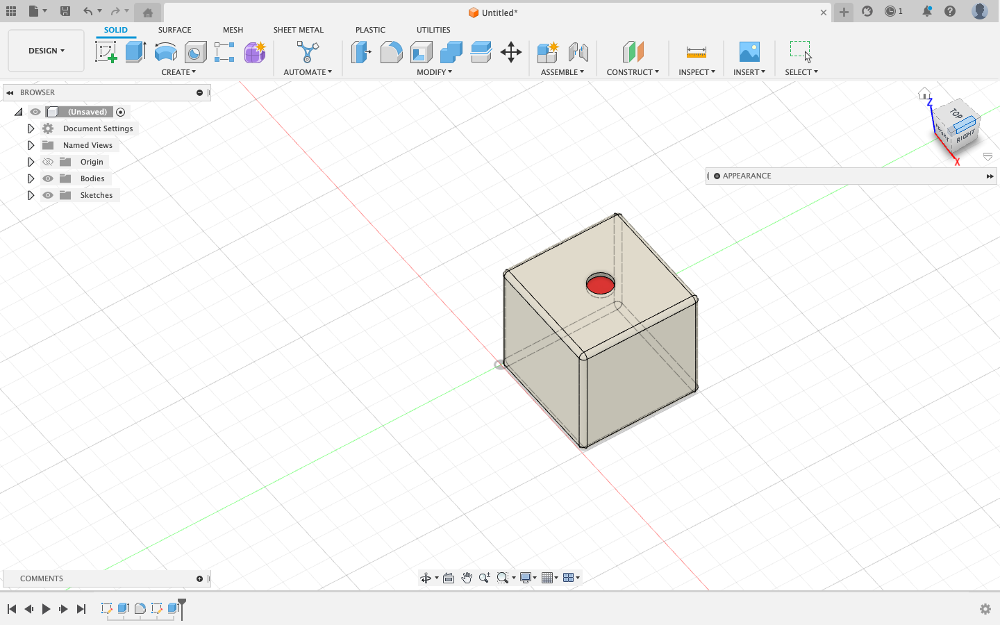 Untitled*
1
SOLID
SURFACE
MESH
SHEET METAL
PLASTIC
UTILITIES
DESIGN
CREATE
AUTOMATE
MODIFY
ASSEMBLE
CONSTRUCT
INSPECT
INSERT
SELECT
BROWSER
(Unsaved)
Document Settings
Named Views
Origin
Bodies
Sketches
Z
TOP
FRONT
RIGHT
X
APPEARANCE
COMMENTS